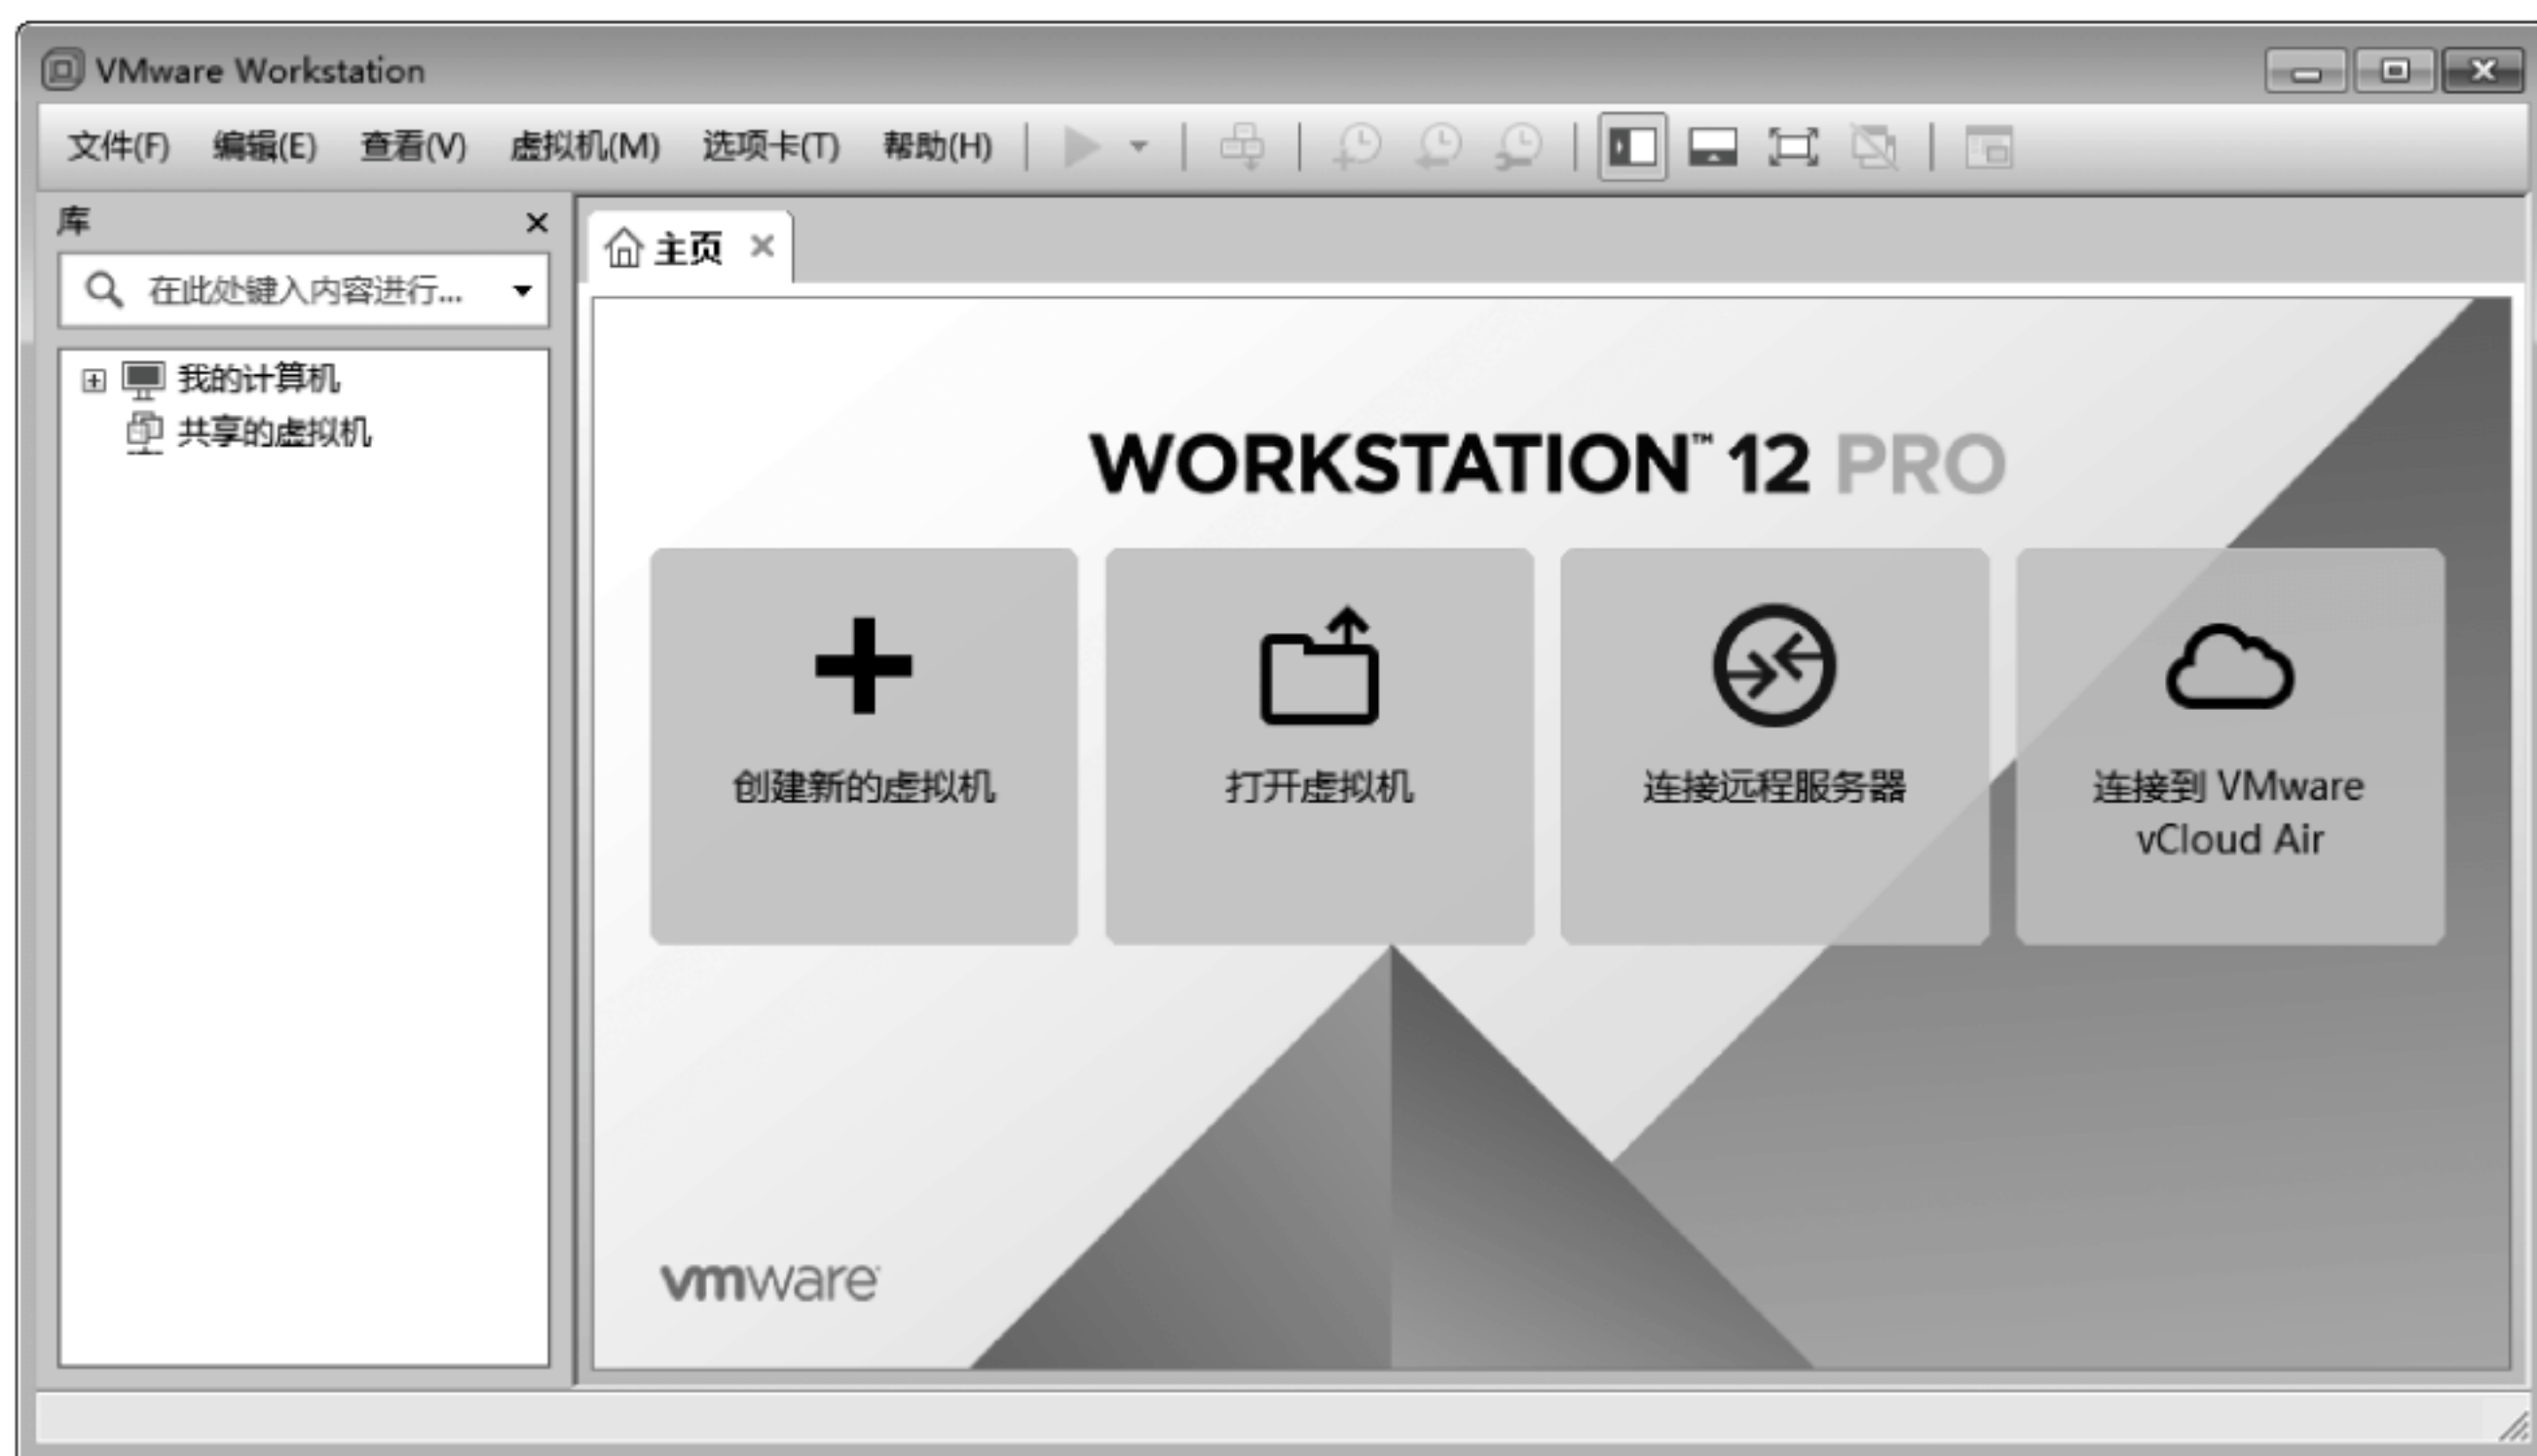 VMware Workstation
文件(F) 编辑(E) 查看(V) 虚拟机(M) 选项卡(T) 帮助(H)
库
在此处键入内容进行...
我的计算机
共享的虚拟机
主页
WORKSTATION™ 12 PRO
创建新的虚拟机
打开虚拟机
连接远程服务器
连接到 VMware
vCloud Air
vmware